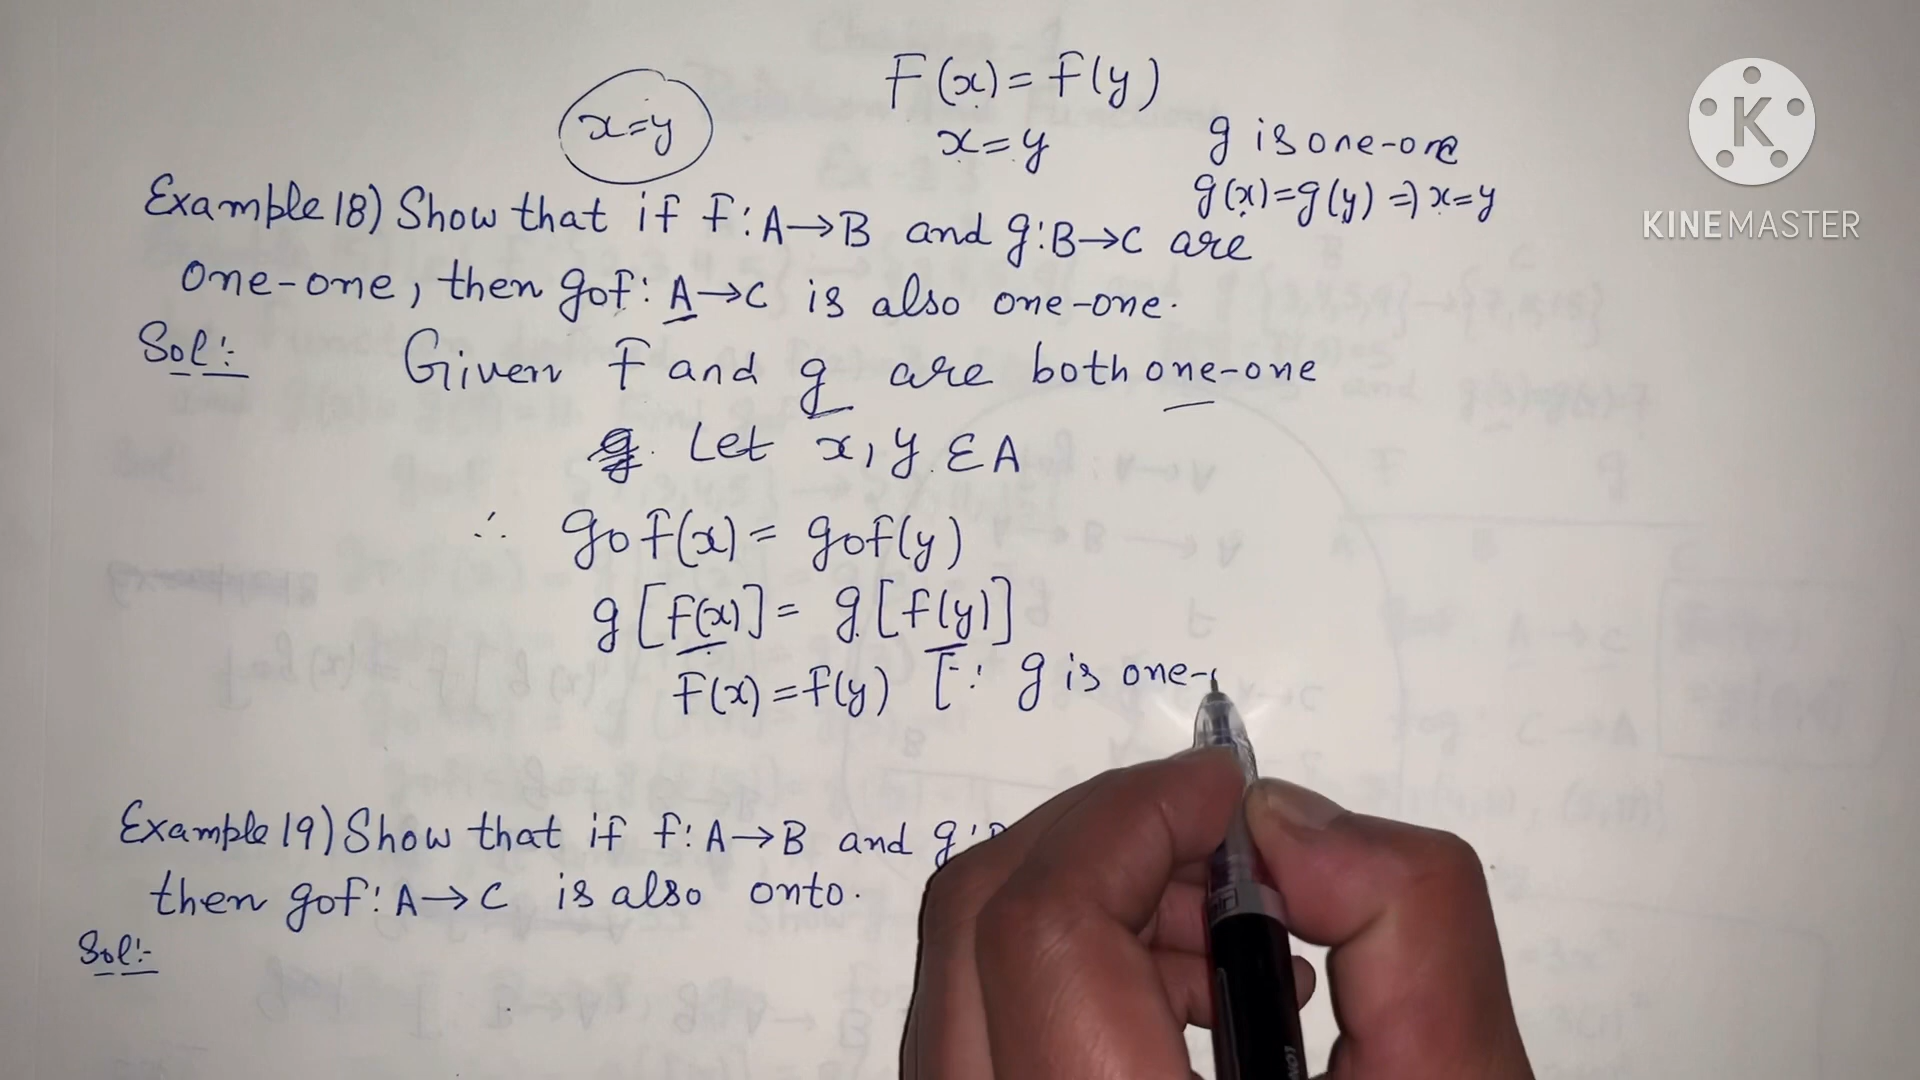 F(x) = f(y)
x=y
x=y
g is one-one
g(x)=g(y) => x=y
K
KINEMASTER
Example 18) Show that if f: A→B and g: B→C are
one-one, then gof: A→C is also one-one.
Sol:-
Given f and g are both one-one
Let x, y ∈ A
∴ gof(x) = gof(y)
g[f(x)] = g[f(y)]
F(x) = f(y) [∵ g is one-
Example 19) Show that if f: A→B and g:
then gof: A→C is also onto.
Sol:-